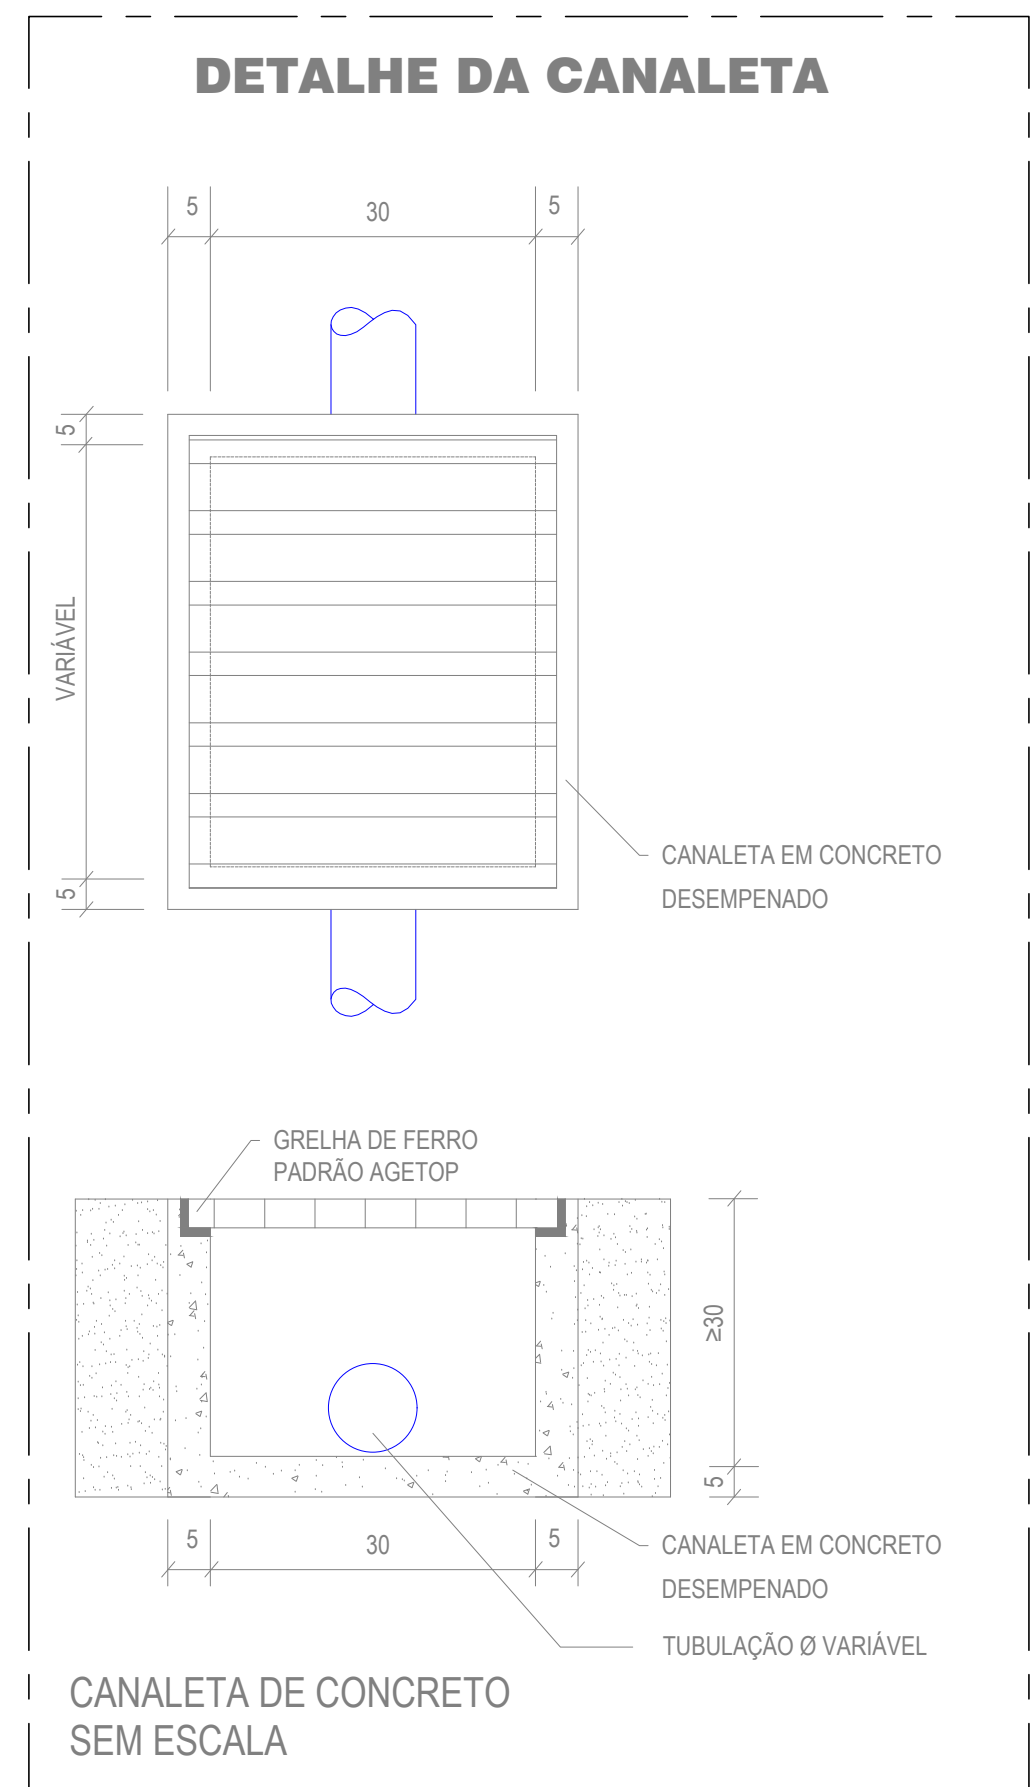 DETALHE DA CANALETA
5
30
5
5
VARIÁVEL
5
CANALETA EM CONCRETO
DESEMPENADO
GRELHA DE FERRO
PADRÃO AGETOP
≥30
5
5
30
5
CANALETA EM CONCRETO
DESEMPENADO
TUBULAÇÃO Ø VARIÁVEL
CANALETA DE CONCRETO
SEM ESCALA